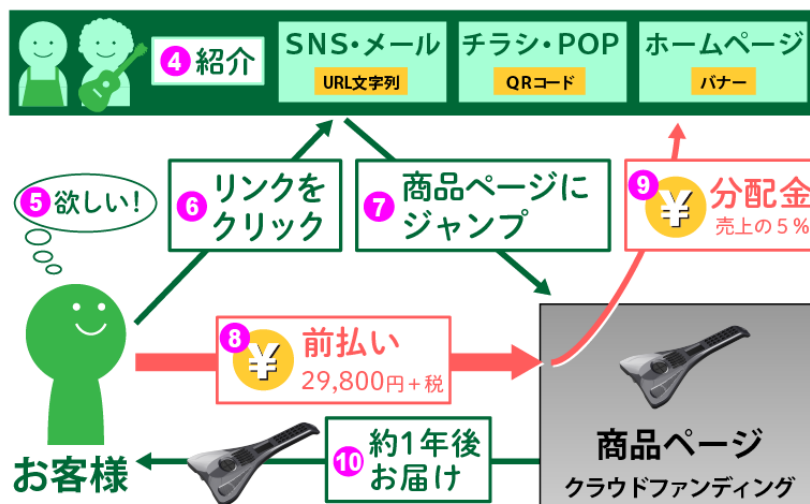 4 紹介
SNS・メール
URL文字列
チラシ・POP
QRコード
ホームページ
バナー
5 欲しい!
6 リンクを
クリック
7 商品ページに
ジャンプ
9 ¥ 分配金
売上の5%
8 ¥ 前払い
29,800円+税
10 約1年後
お届け
お客様
商品ページ
クラウドファンディング